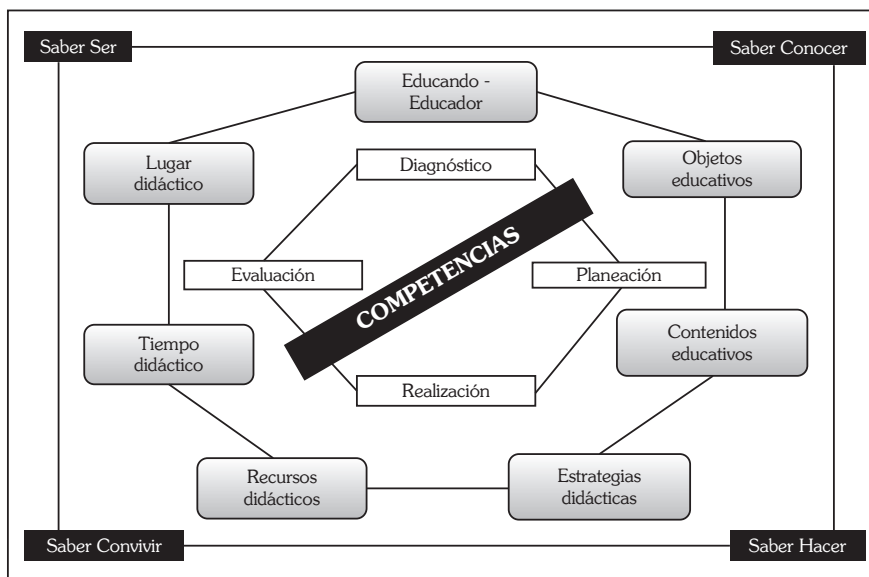 Saber Ser
Saber Conocer
Educando -
Educador
Lugar
didáctico
Diagnóstico
Objetos
educativos
Evaluación
COMPETENCIAS
Planeación
Tiempo
didáctico
Contenidos
educativos
Realización
Recursos
didácticos
Estrategias
didácticas
Saber Convivir
Saber Hacer